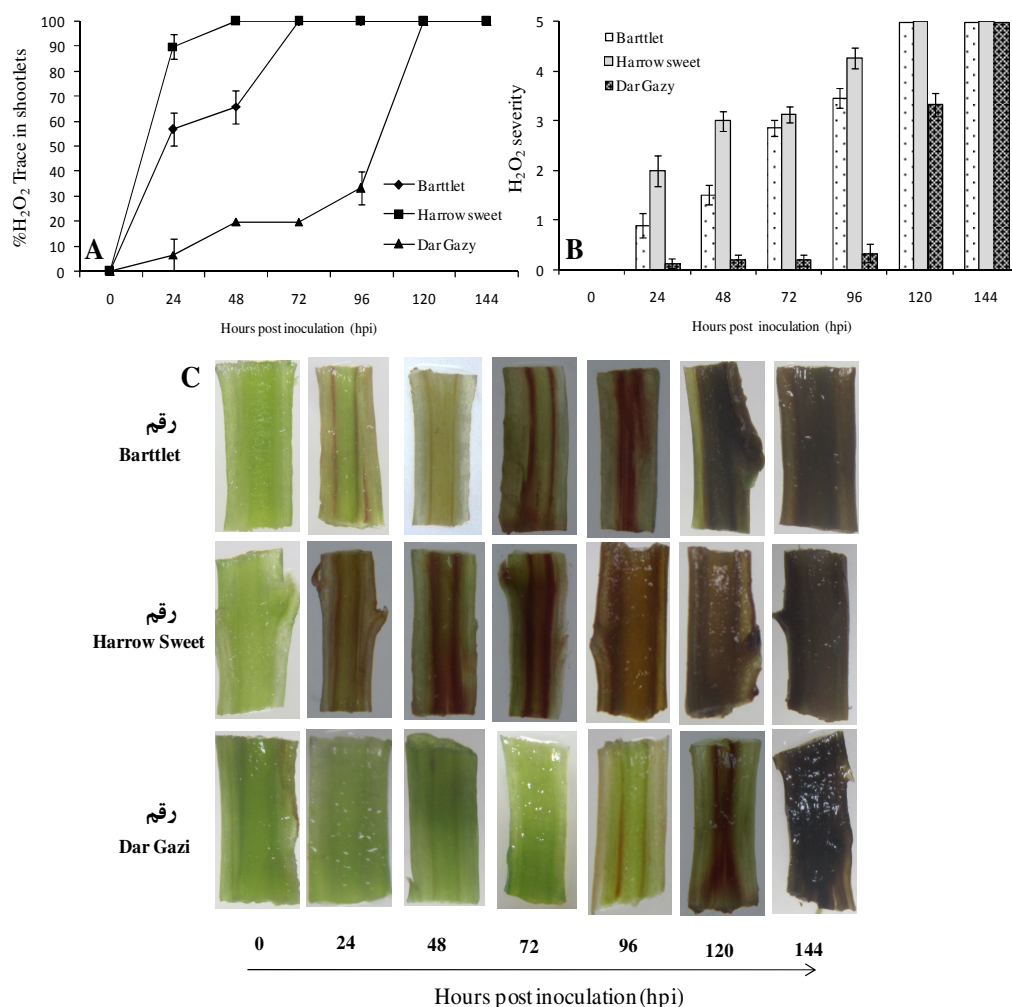 %H2O2 Trace in shootlets
100
90
80
70
60
50
40
30
20
10
0
A
Barttlet
Harrow sweet
Dar Gazy
0 24 48 72 96 120 144
Hours post inoculation (hpi)
H2O2 severity
5
4
3
2
1
0
Barttlet
Harrow sweet
Dar Gazy
B
0 24 48 72 96 120 144
Hours post inoculation (hpi)
C
رقم
Barttlet
رقم
Harrow Sweet
رقم
Dar Gazi
0 24 48 72 96 120 144
Hours post inoculation (hpi)